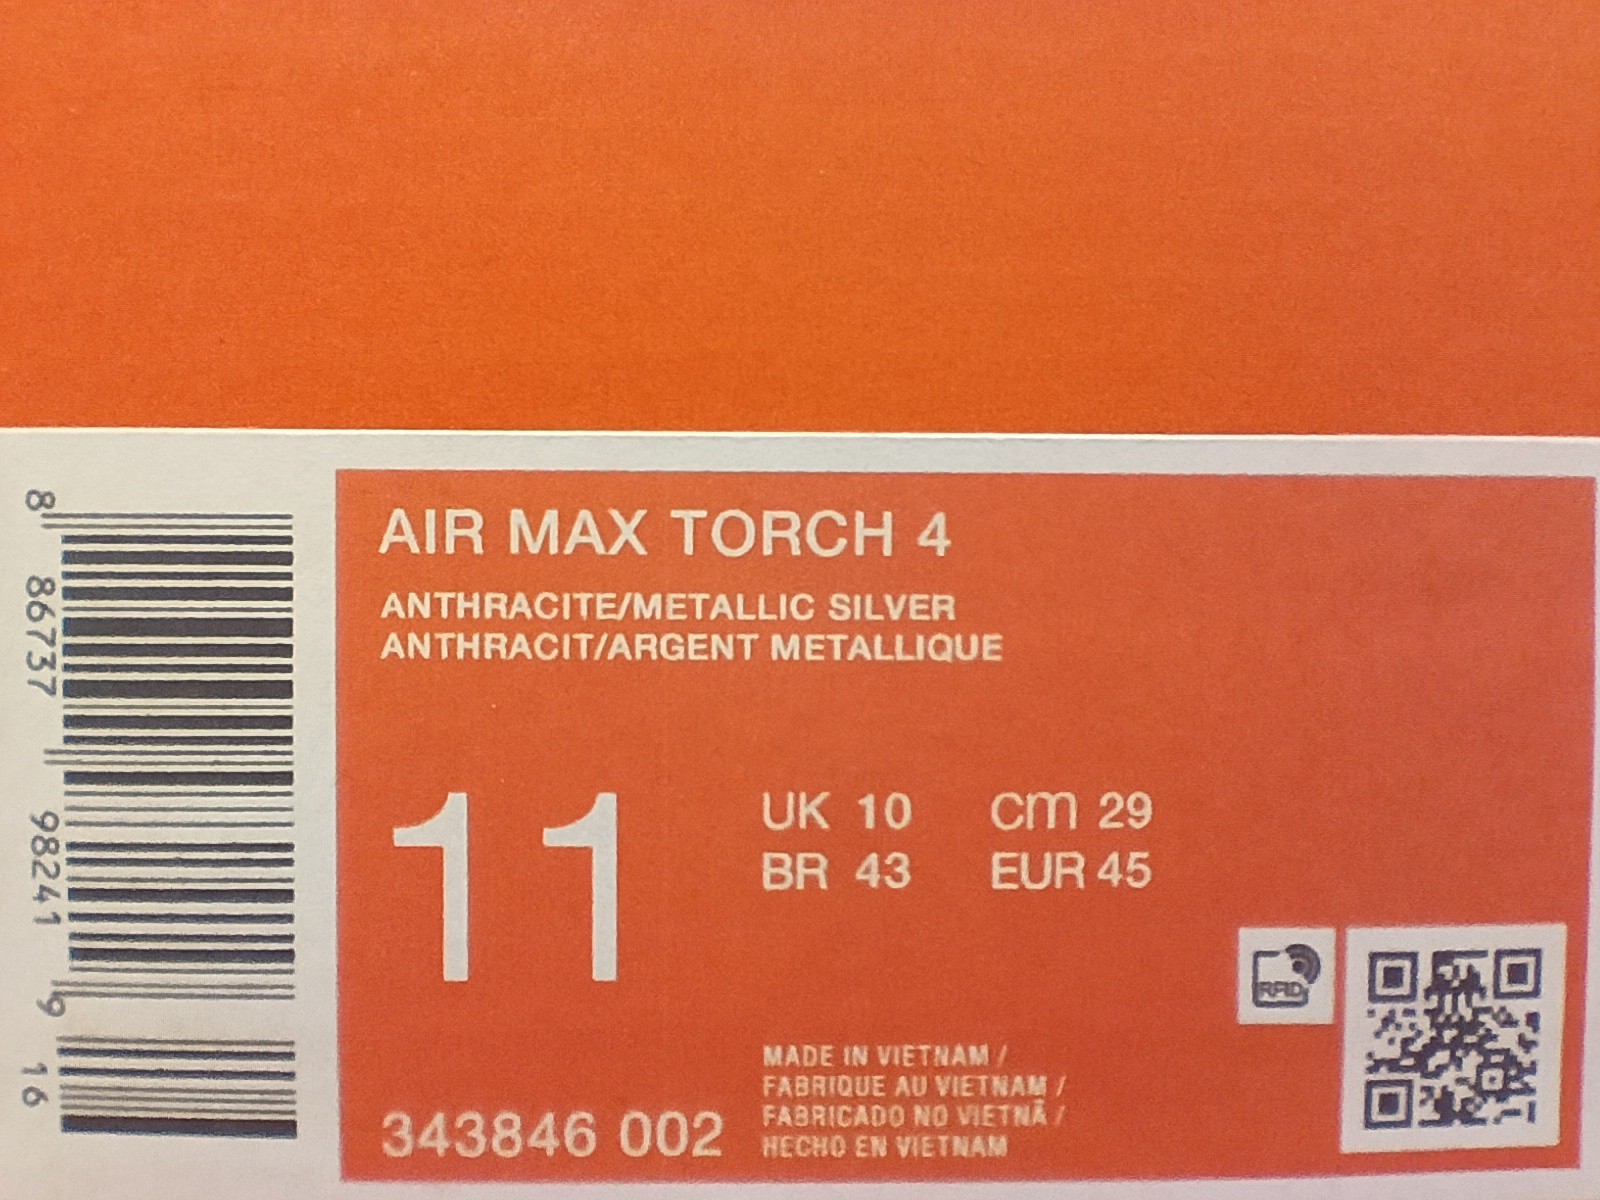 AIR MAX TORCH 4
ANTHRACITE/METALLIC SILVER
ANTHRACIT/ARGENT METALLIQUE
11
UK 10 cm 29
BR 43 EUR 45
RFID
MADE IN VIETNAM /
FABRIQUE AU VIETNAM /
FABRICADO NO VIETNÃ /
HECHO EN VIETNAM
343846 002
8 86737 98241 9 16